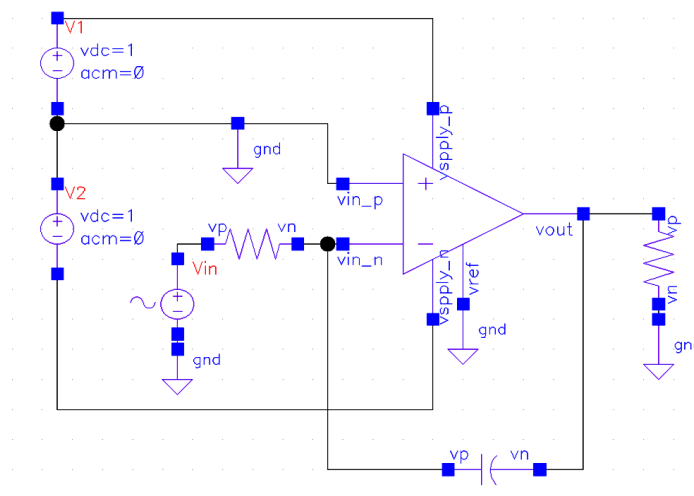 V1
vdc=1
acm=0
vspply_p
gnd
V2
vdc=1
acm=0
vin_p
+
vp
vn
vin_n
−
vout
vp
Vin
vspply_n
vref
vn
gnd
gnd
gn
vp
vn